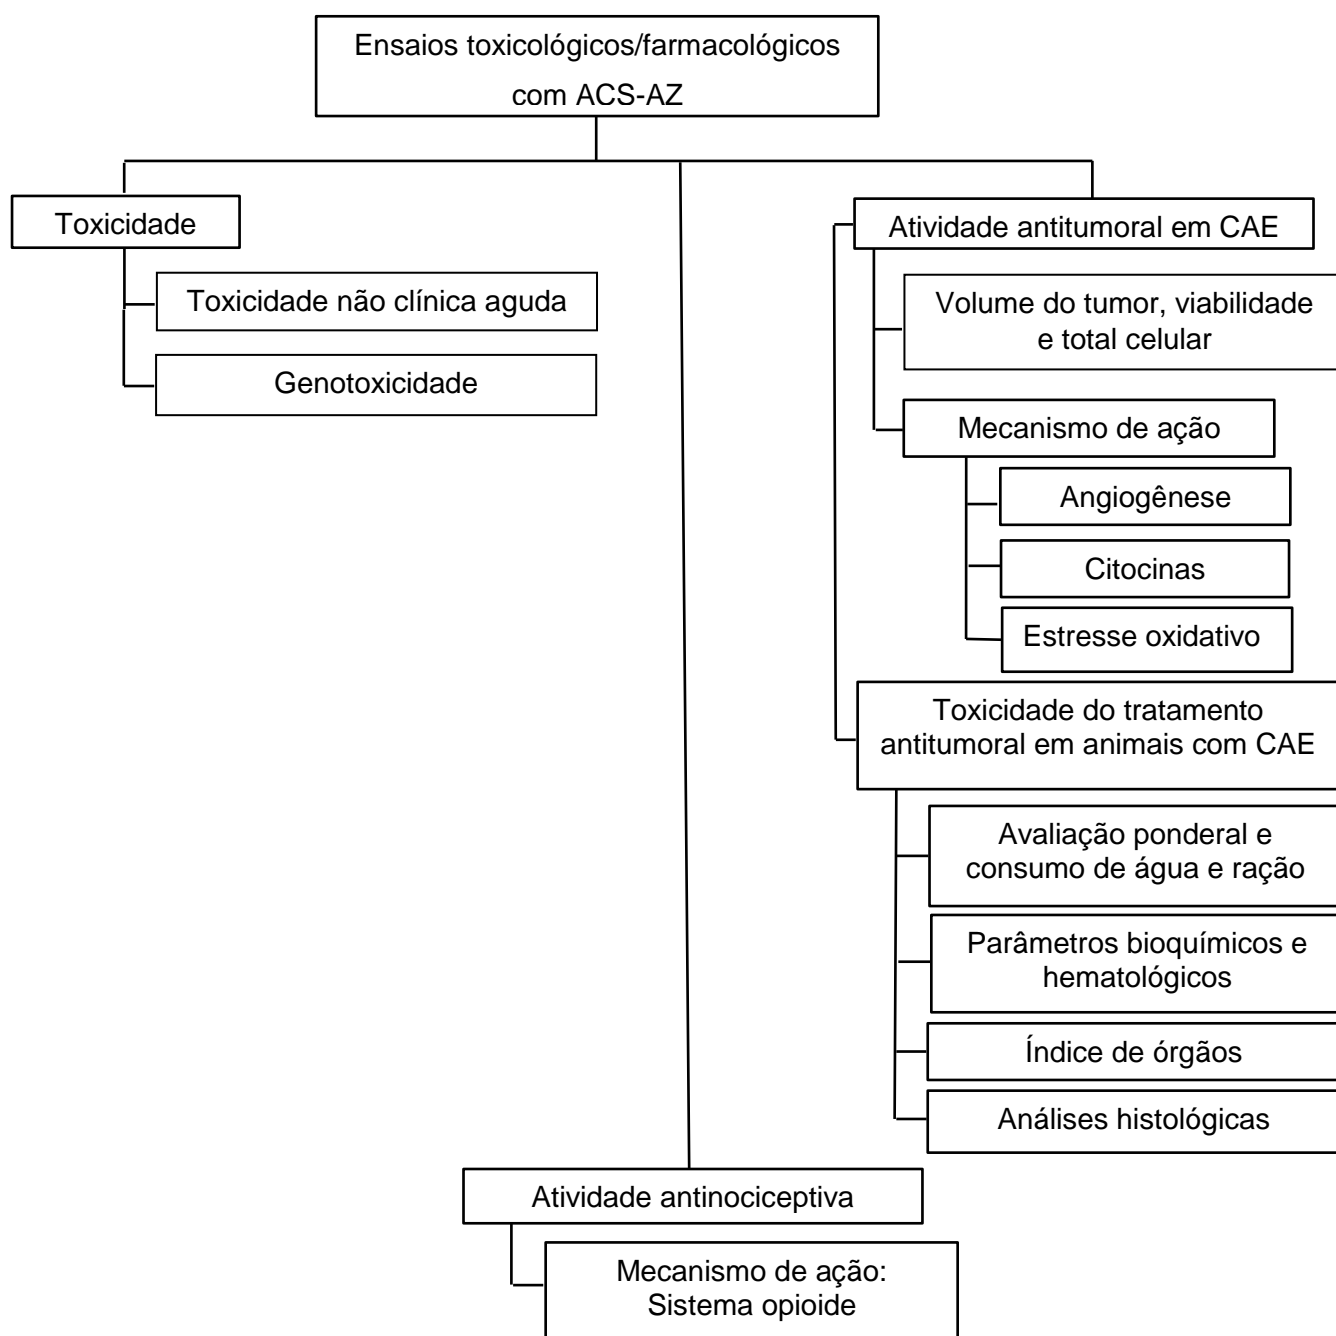 Ensaios toxicológicos/farmacológicos
com ACS-AZ
Toxicidade
Toxicidade não clínica aguda
Genotoxicidade
Atividade antitumoral em CAE
Volume do tumor, viabilidade
e total celular
Mecanismo de ação
Angiogênese
Citocinas
Estresse oxidativo
Toxicidade do tratamento
antitumoral em animais com CAE
Avaliação ponderal e
consumo de água e ração
Parâmetros bioquímicos e
hematológicos
Índice de órgãos
Análises histológicas
Atividade antinociceptiva
Mecanismo de ação:
Sistema opioide